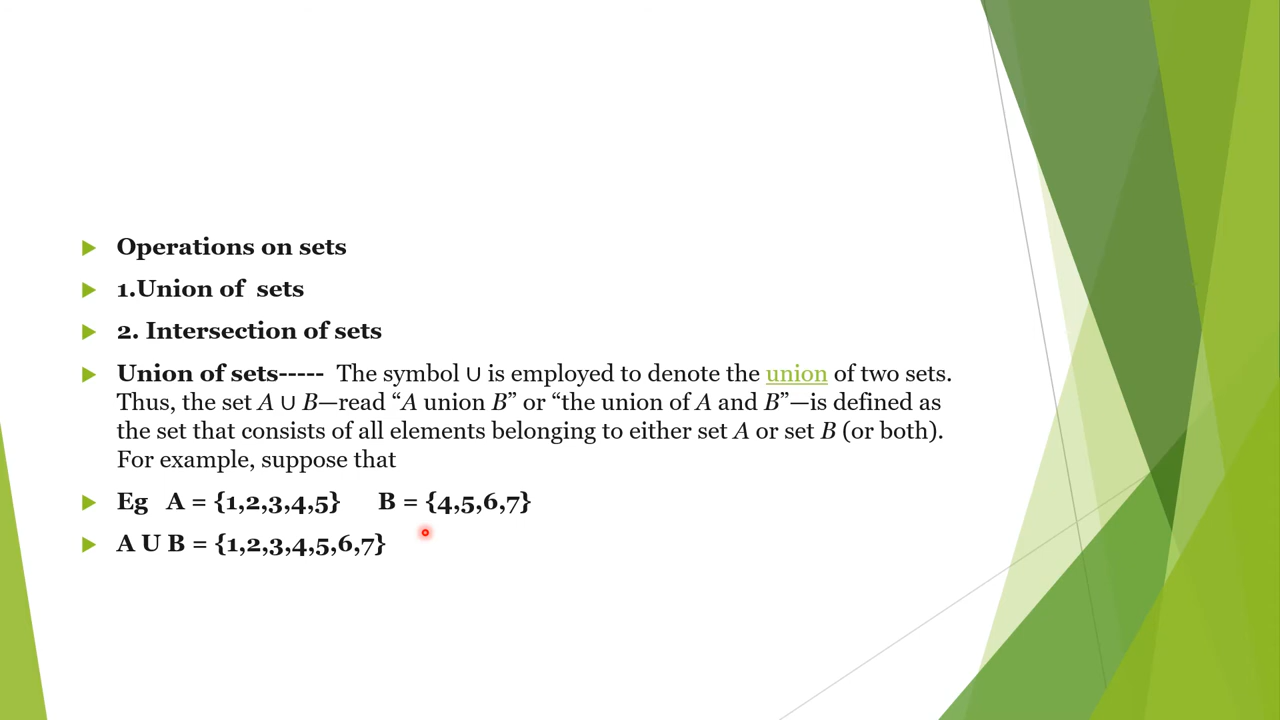 Operations on sets
1.Union of  sets
2. Intersection of sets
Union of sets-----  The symbol ∪ is employed to denote the union of two sets.
Thus, the set A ∪ B—read “A union B” or “the union of A and B”—is defined as
the set that consists of all elements belonging to either set A or set B (or both).
For example, suppose that
Eg   A = {1,2,3,4,5}      B = {4,5,6,7}
A U B = {1,2,3,4,5,6,7}